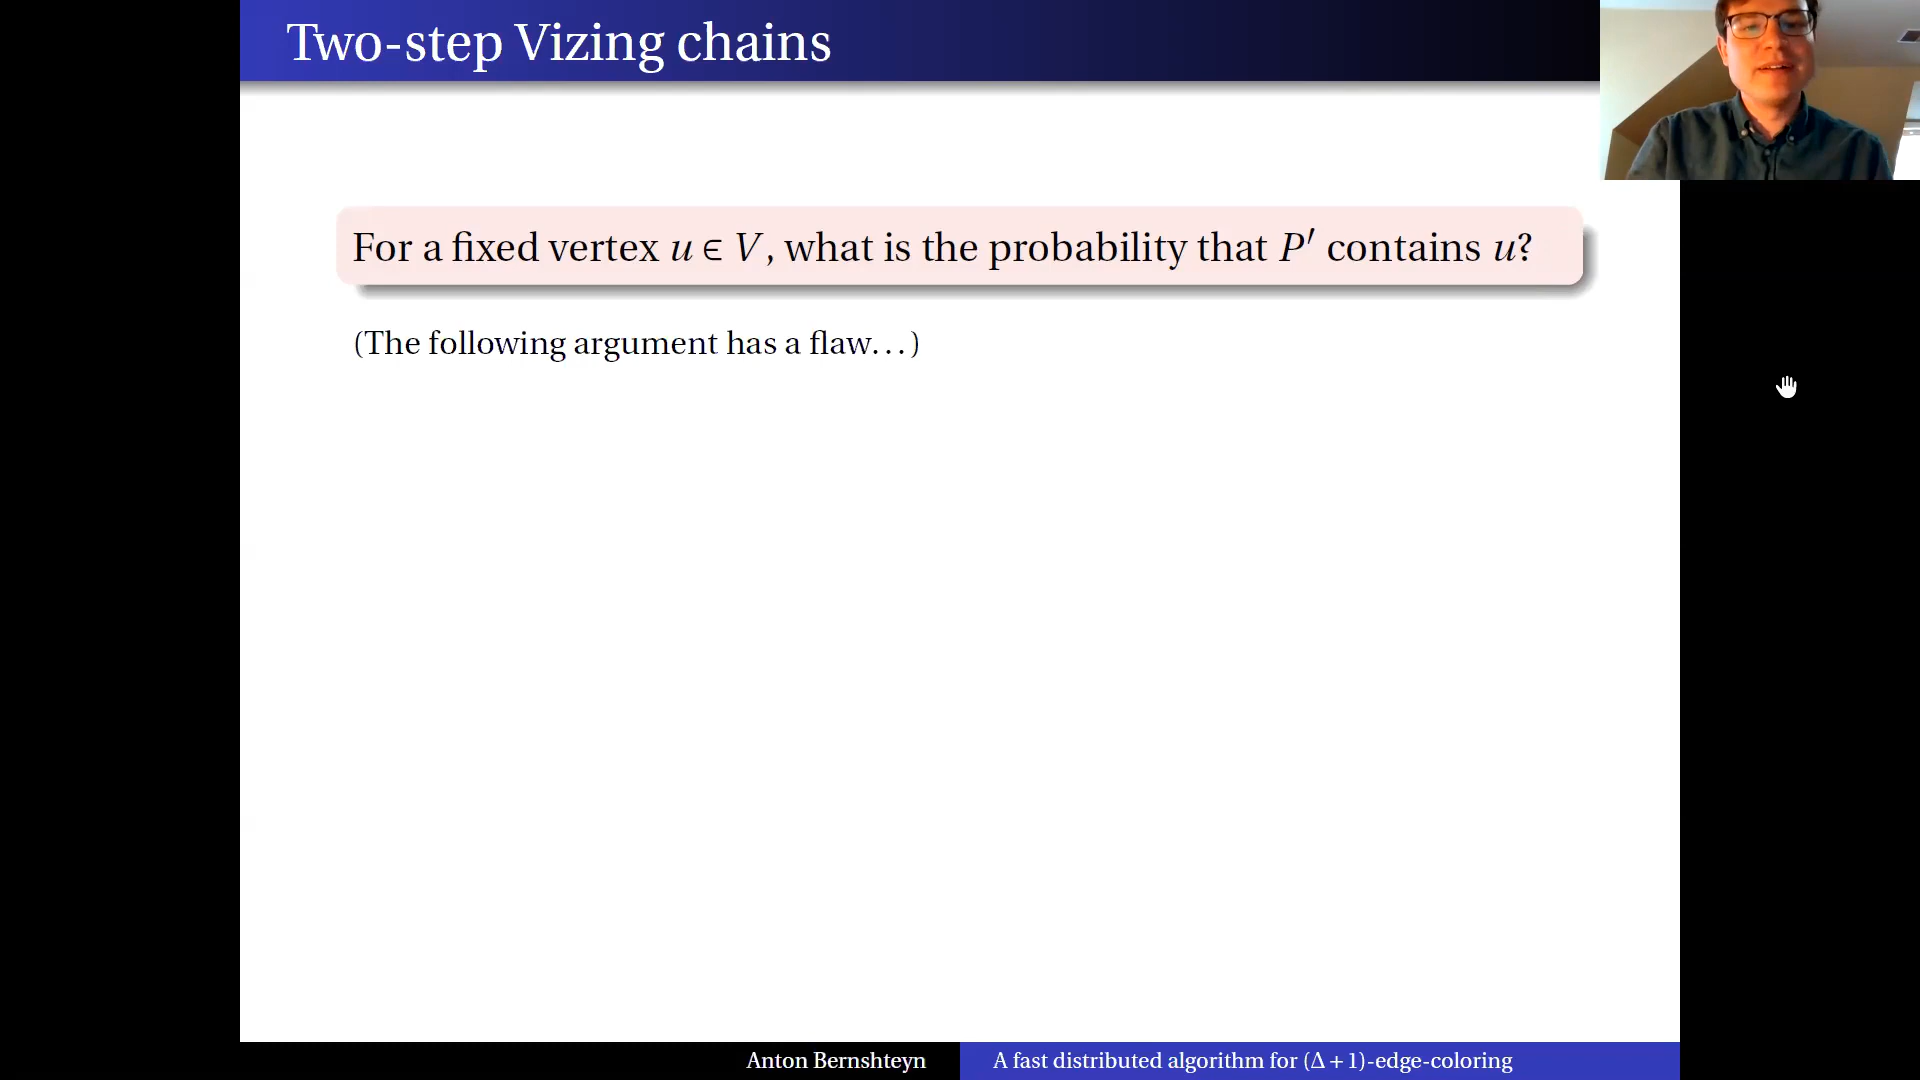 Two-step Vizing chains
For a fixed vertex u ∈ V, what is the probability that P′ contains u?
(The following argument has a flaw...)
Anton Bernshteyn
A fast distributed algorithm for (Δ + 1)-edge-coloring